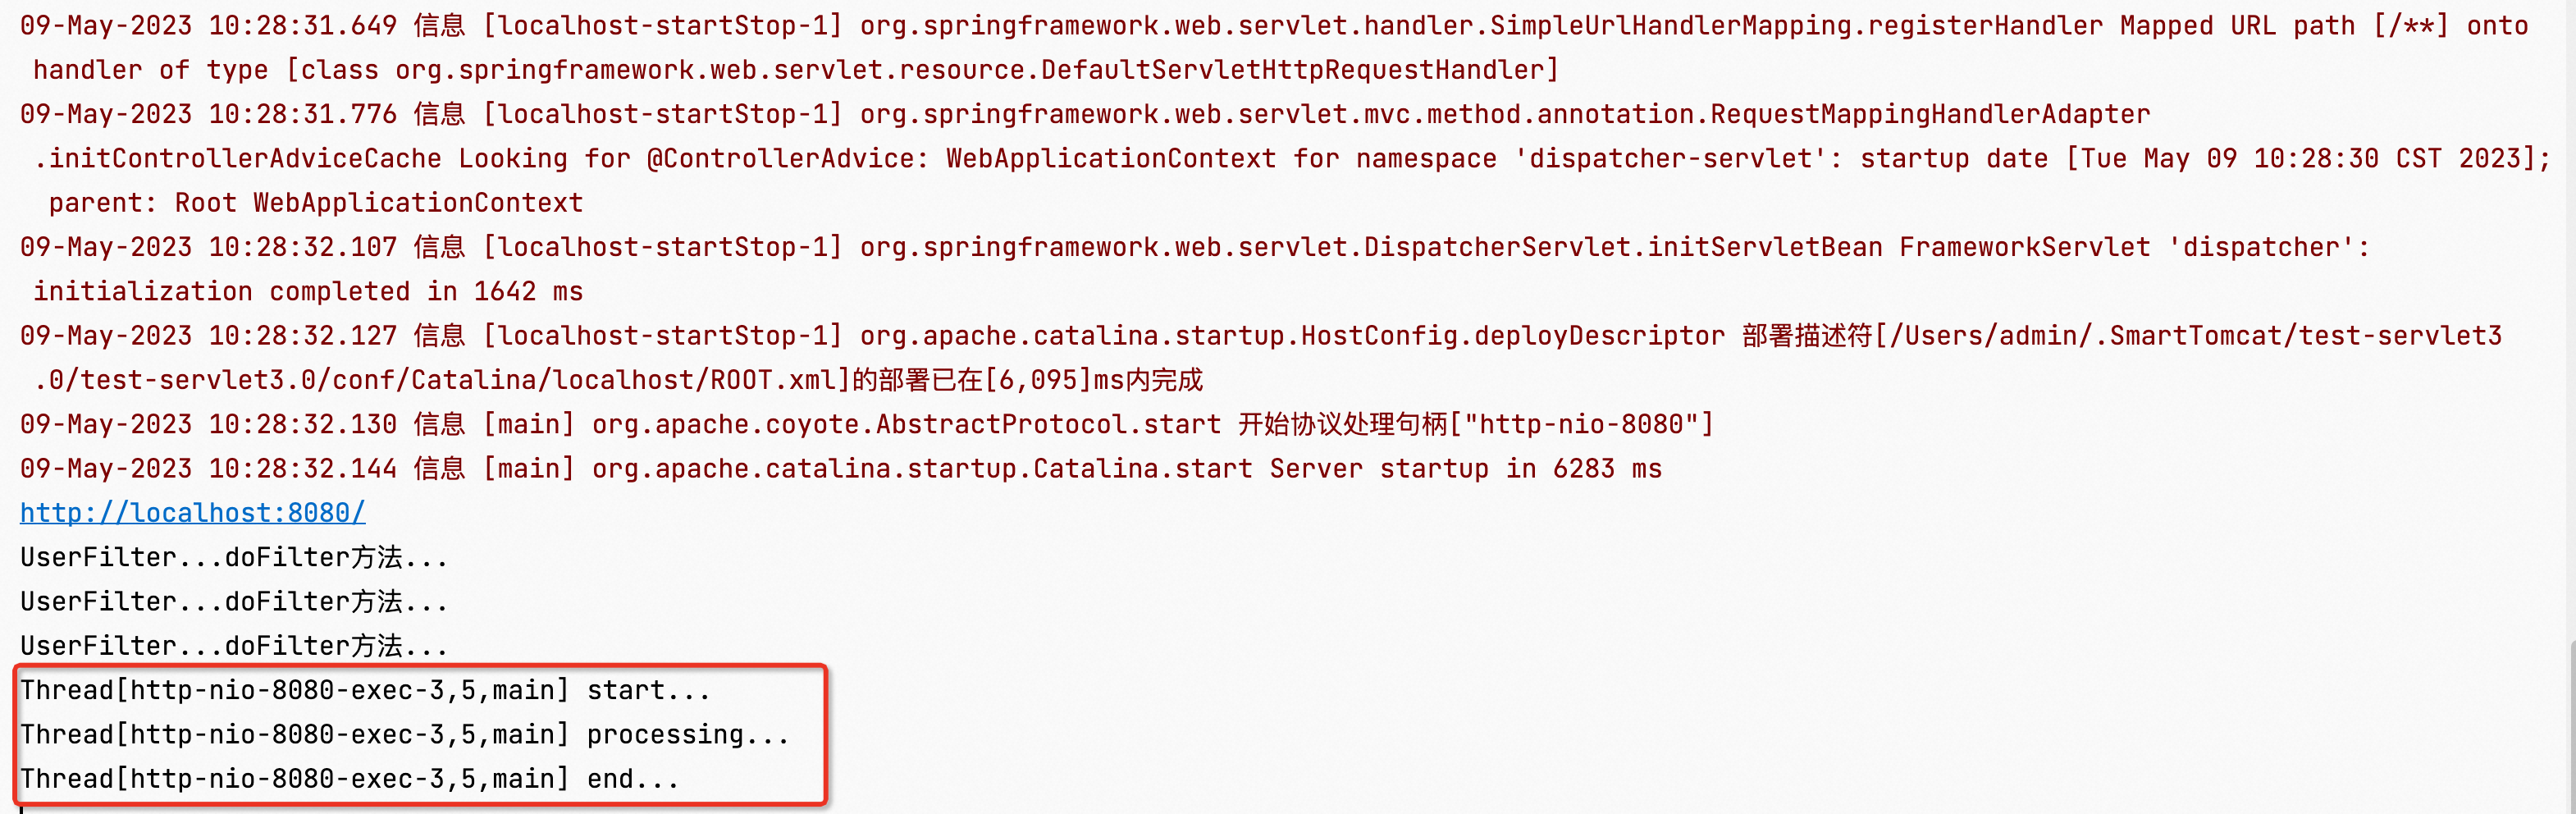 09-May-2023 10:28:31.649 信息 [localhost-startStop-1] org.springframework.web.servlet.handler.SimpleUrlHandlerMapping.registerHandler Mapped URL path [/**] onto
handler of type [class org.springframework.web.servlet.resource.DefaultServletHttpRequestHandler]
09-May-2023 10:28:31.776 信息 [localhost-startStop-1] org.springframework.web.servlet.mvc.method.annotation.RequestMappingHandlerAdapter
.initControllerAdviceCache Looking for @ControllerAdvice: WebApplicationContext for namespace 'dispatcher-servlet': startup date [Tue May 09 10:28:30 CST 2023];
parent: Root WebApplicationContext
09-May-2023 10:28:32.107 信息 [localhost-startStop-1] org.springframework.web.servlet.DispatcherServlet.initServletBean FrameworkServlet 'dispatcher':
initialization completed in 1642 ms
09-May-2023 10:28:32.127 信息 [localhost-startStop-1] org.apache.catalina.startup.HostConfig.deployDescriptor 部署描述符[/Users/admin/.SmartTomcat/test-servlet3
.0/test-servlet3.0/conf/Catalina/localhost/ROOT.xml]的部署已在[6,095]ms内完成
09-May-2023 10:28:32.130 信息 [main] org.apache.coyote.AbstractProtocol.start 开始协议处理句柄["http-nio-8080"]
09-May-2023 10:28:32.144 信息 [main] org.apache.catalina.startup.Catalina.start Server startup in 6283 ms
http://localhost:8080/
UserFilter...doFilter方法...
UserFilter...doFilter方法...
UserFilter...doFilter方法...
Thread[http-nio-8080-exec-3,5,main] start...
Thread[http-nio-8080-exec-3,5,main] processing...
Thread[http-nio-8080-exec-3,5,main] end...